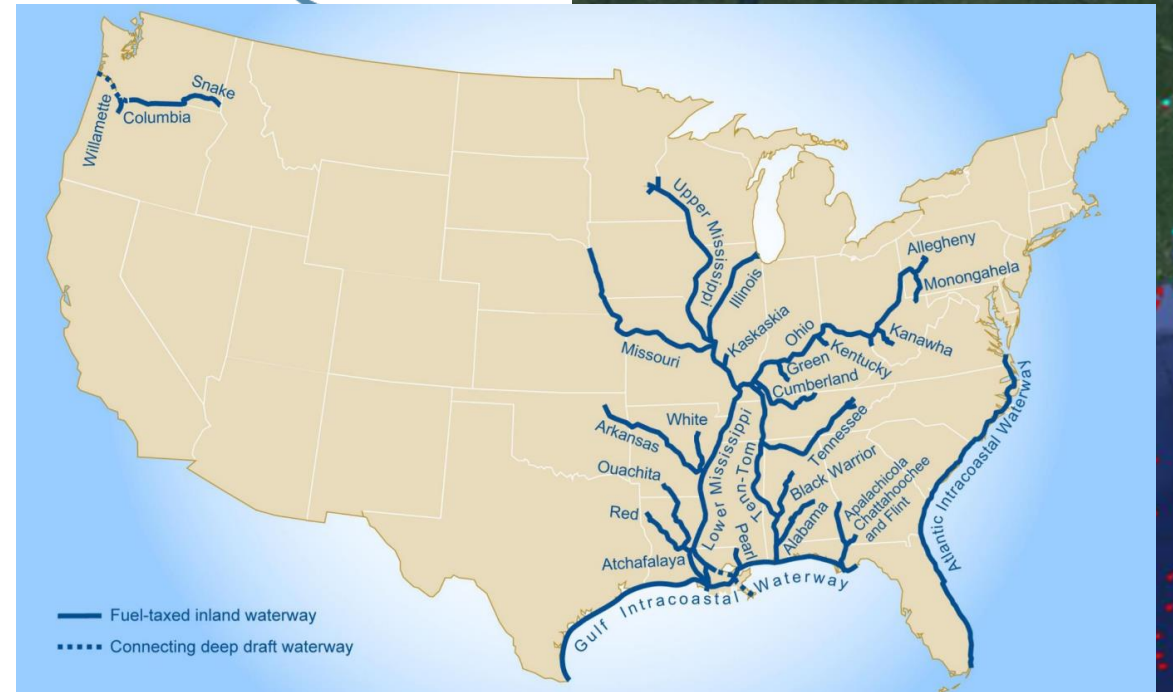 Snake
Willamette
Columbia
Upper Mississippi
Illinois
Allegheny
Monongahela
Kaskaskia
Ohio
Kanawha
Kentucky
Green
Missouri
Cumberland
White
Arkansas
Tennessee
Lower Mississippi
Tenn-Tom
Ouachita
Black Warrior
Apalachicola
Chattahoochee
and Flint
Red
Alabama
Pearl
Atchafalaya
Atlantic Intracoastal Waterway
Gulf Intracoastal Waterway
Fuel-taxed inland waterway
Connecting deep draft waterway